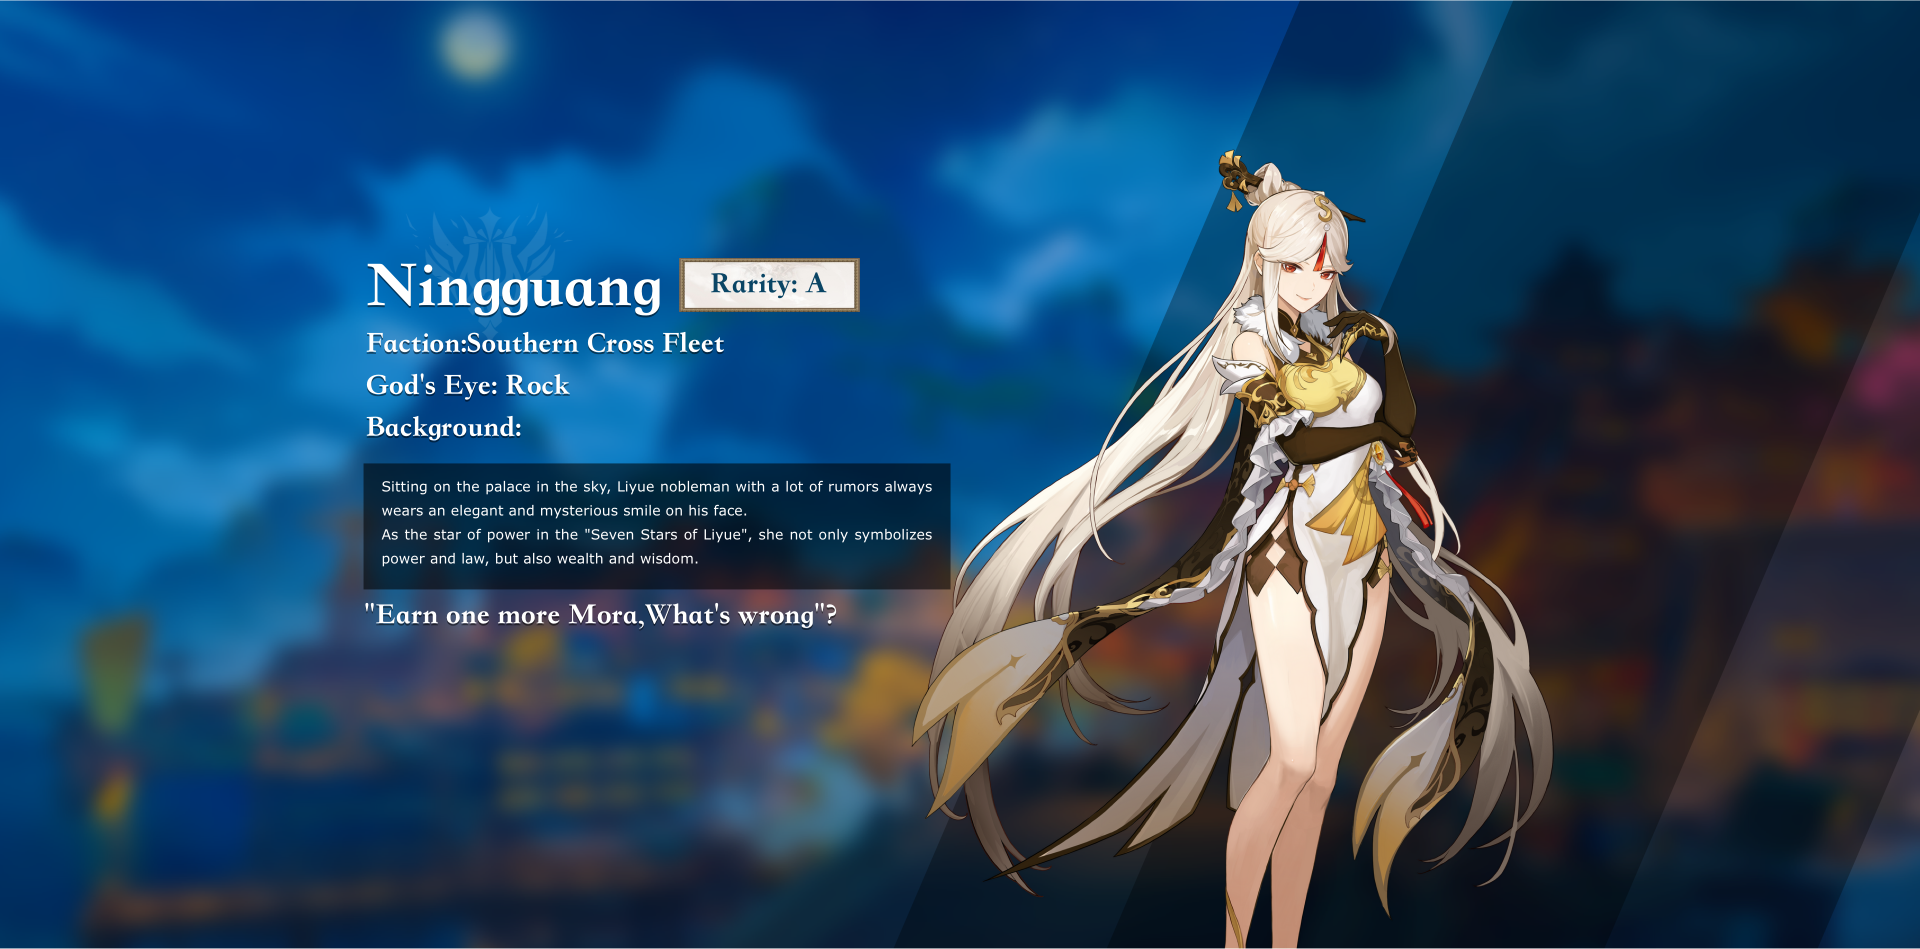 Ningguang
Rarity: A
Faction:Southern Cross Fleet
God's Eye: Rock
Background:
Sitting on the palace in the sky, Liyue nobleman with a lot of rumors always
wears an elegant and mysterious smile on his face.
As the star of power in the "Seven Stars of Liyue", she not only symbolizes
power and law, but also wealth and wisdom.
"Earn one more Mora,What's wrong"?